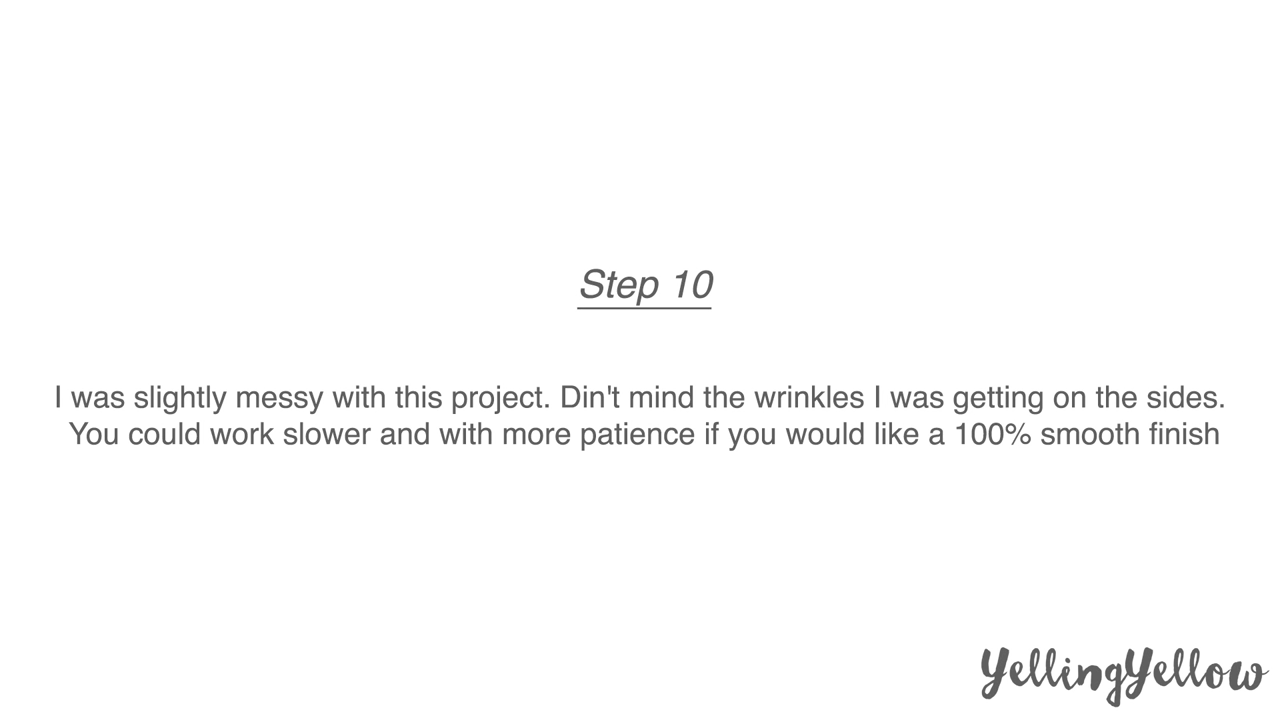 Step 10
I was slightly messy with this project. Din't mind the wrinkles I was getting on the sides.
You could work slower and with more patience if you would like a 100% smooth finish
YellingYellow